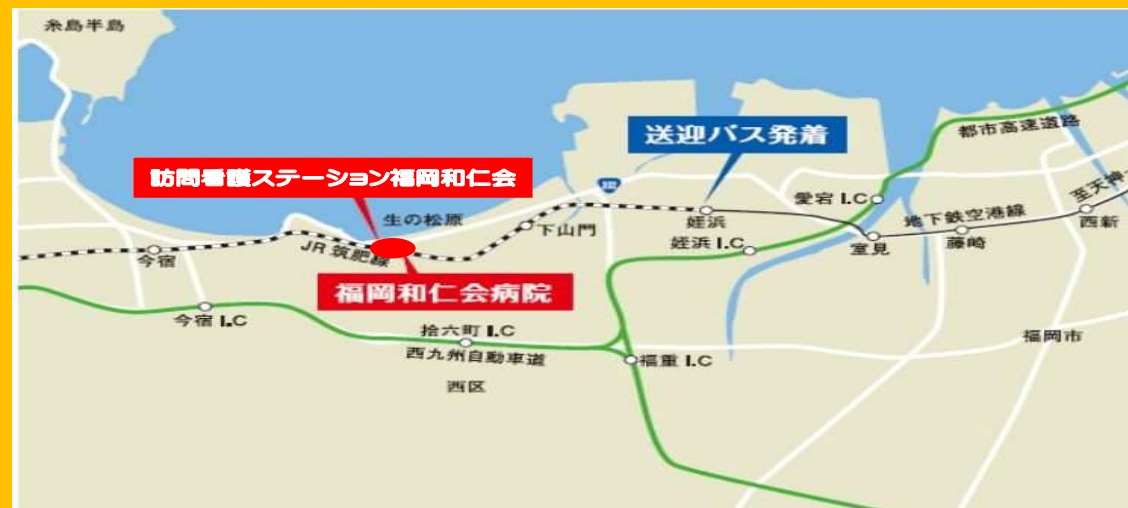 糸島半島
都市高速道路
送迎バス発着
訪問看護ステーション福岡和仁会
202
愛宕 I.C
至天神
生の松原
姪浜
地下鉄空港線
西新
下山門
姪浜 I.C
室見
藤崎
今宿
JR 筑肥線
福岡和仁会病院
今宿 I.C
拾六町 I.C
福岡市
西九州自動車道
福重 I.C
西区